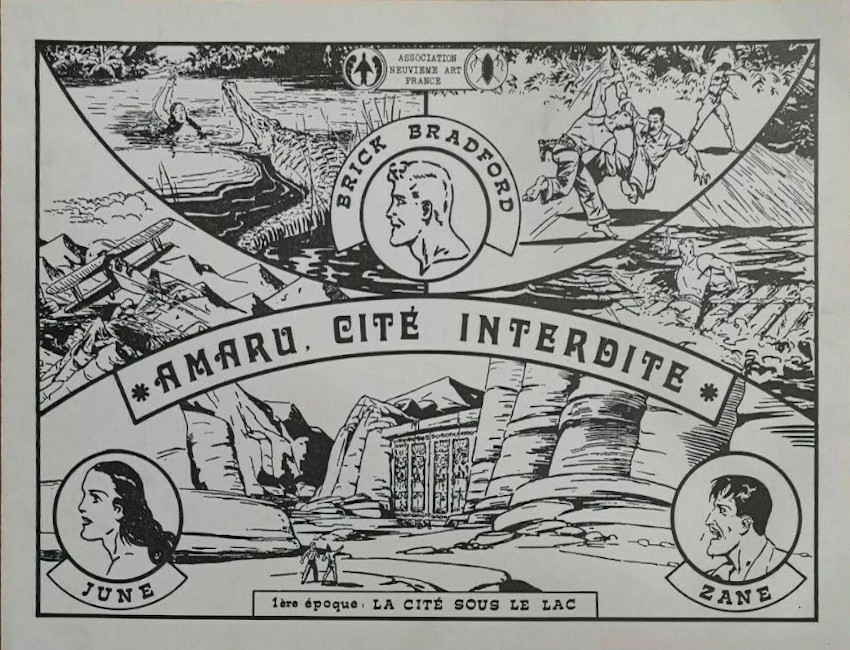 ASSOCIATION
NEUVIEME ART
FRANCE
BRICK BRADFORD
*AMARU, CITÉ INTERDITE*
JUNE
ZANE
1ère époque: LA CITÉ SOUS LE LAC